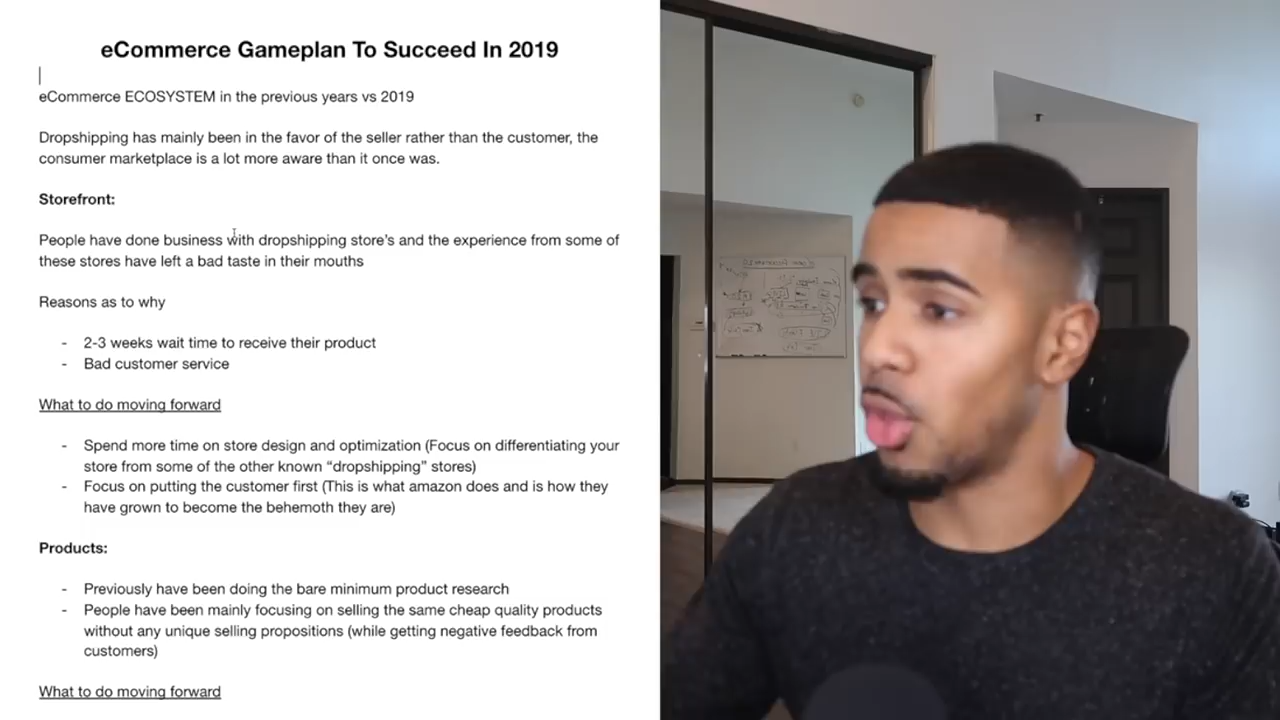 eCommerce Gameplan To Succeed In 2019
eCommerce ECOSYSTEM in the previous years vs 2019
Dropshipping has mainly been in the favor of the seller rather than the customer, the
consumer marketplace is a lot more aware than it once was.
Storefront:
People have done business with dropshipping store's and the experience from some of
these stores have left a bad taste in their mouths
Reasons as to why
- 2-3 weeks wait time to receive their product
- Bad customer service
What to do moving forward
- Spend more time on store design and optimization (Focus on differentiating your
store from some of the other known “dropshipping” stores)
- Focus on putting the customer first (This is what amazon does and is how they
have grown to become the behemoth they are)
Products:
- Previously have been doing the bare minimum product research
- People have been mainly focusing on selling the same cheap quality products
without any unique selling propositions (while getting negative feedback from
customers)
What to do moving forward